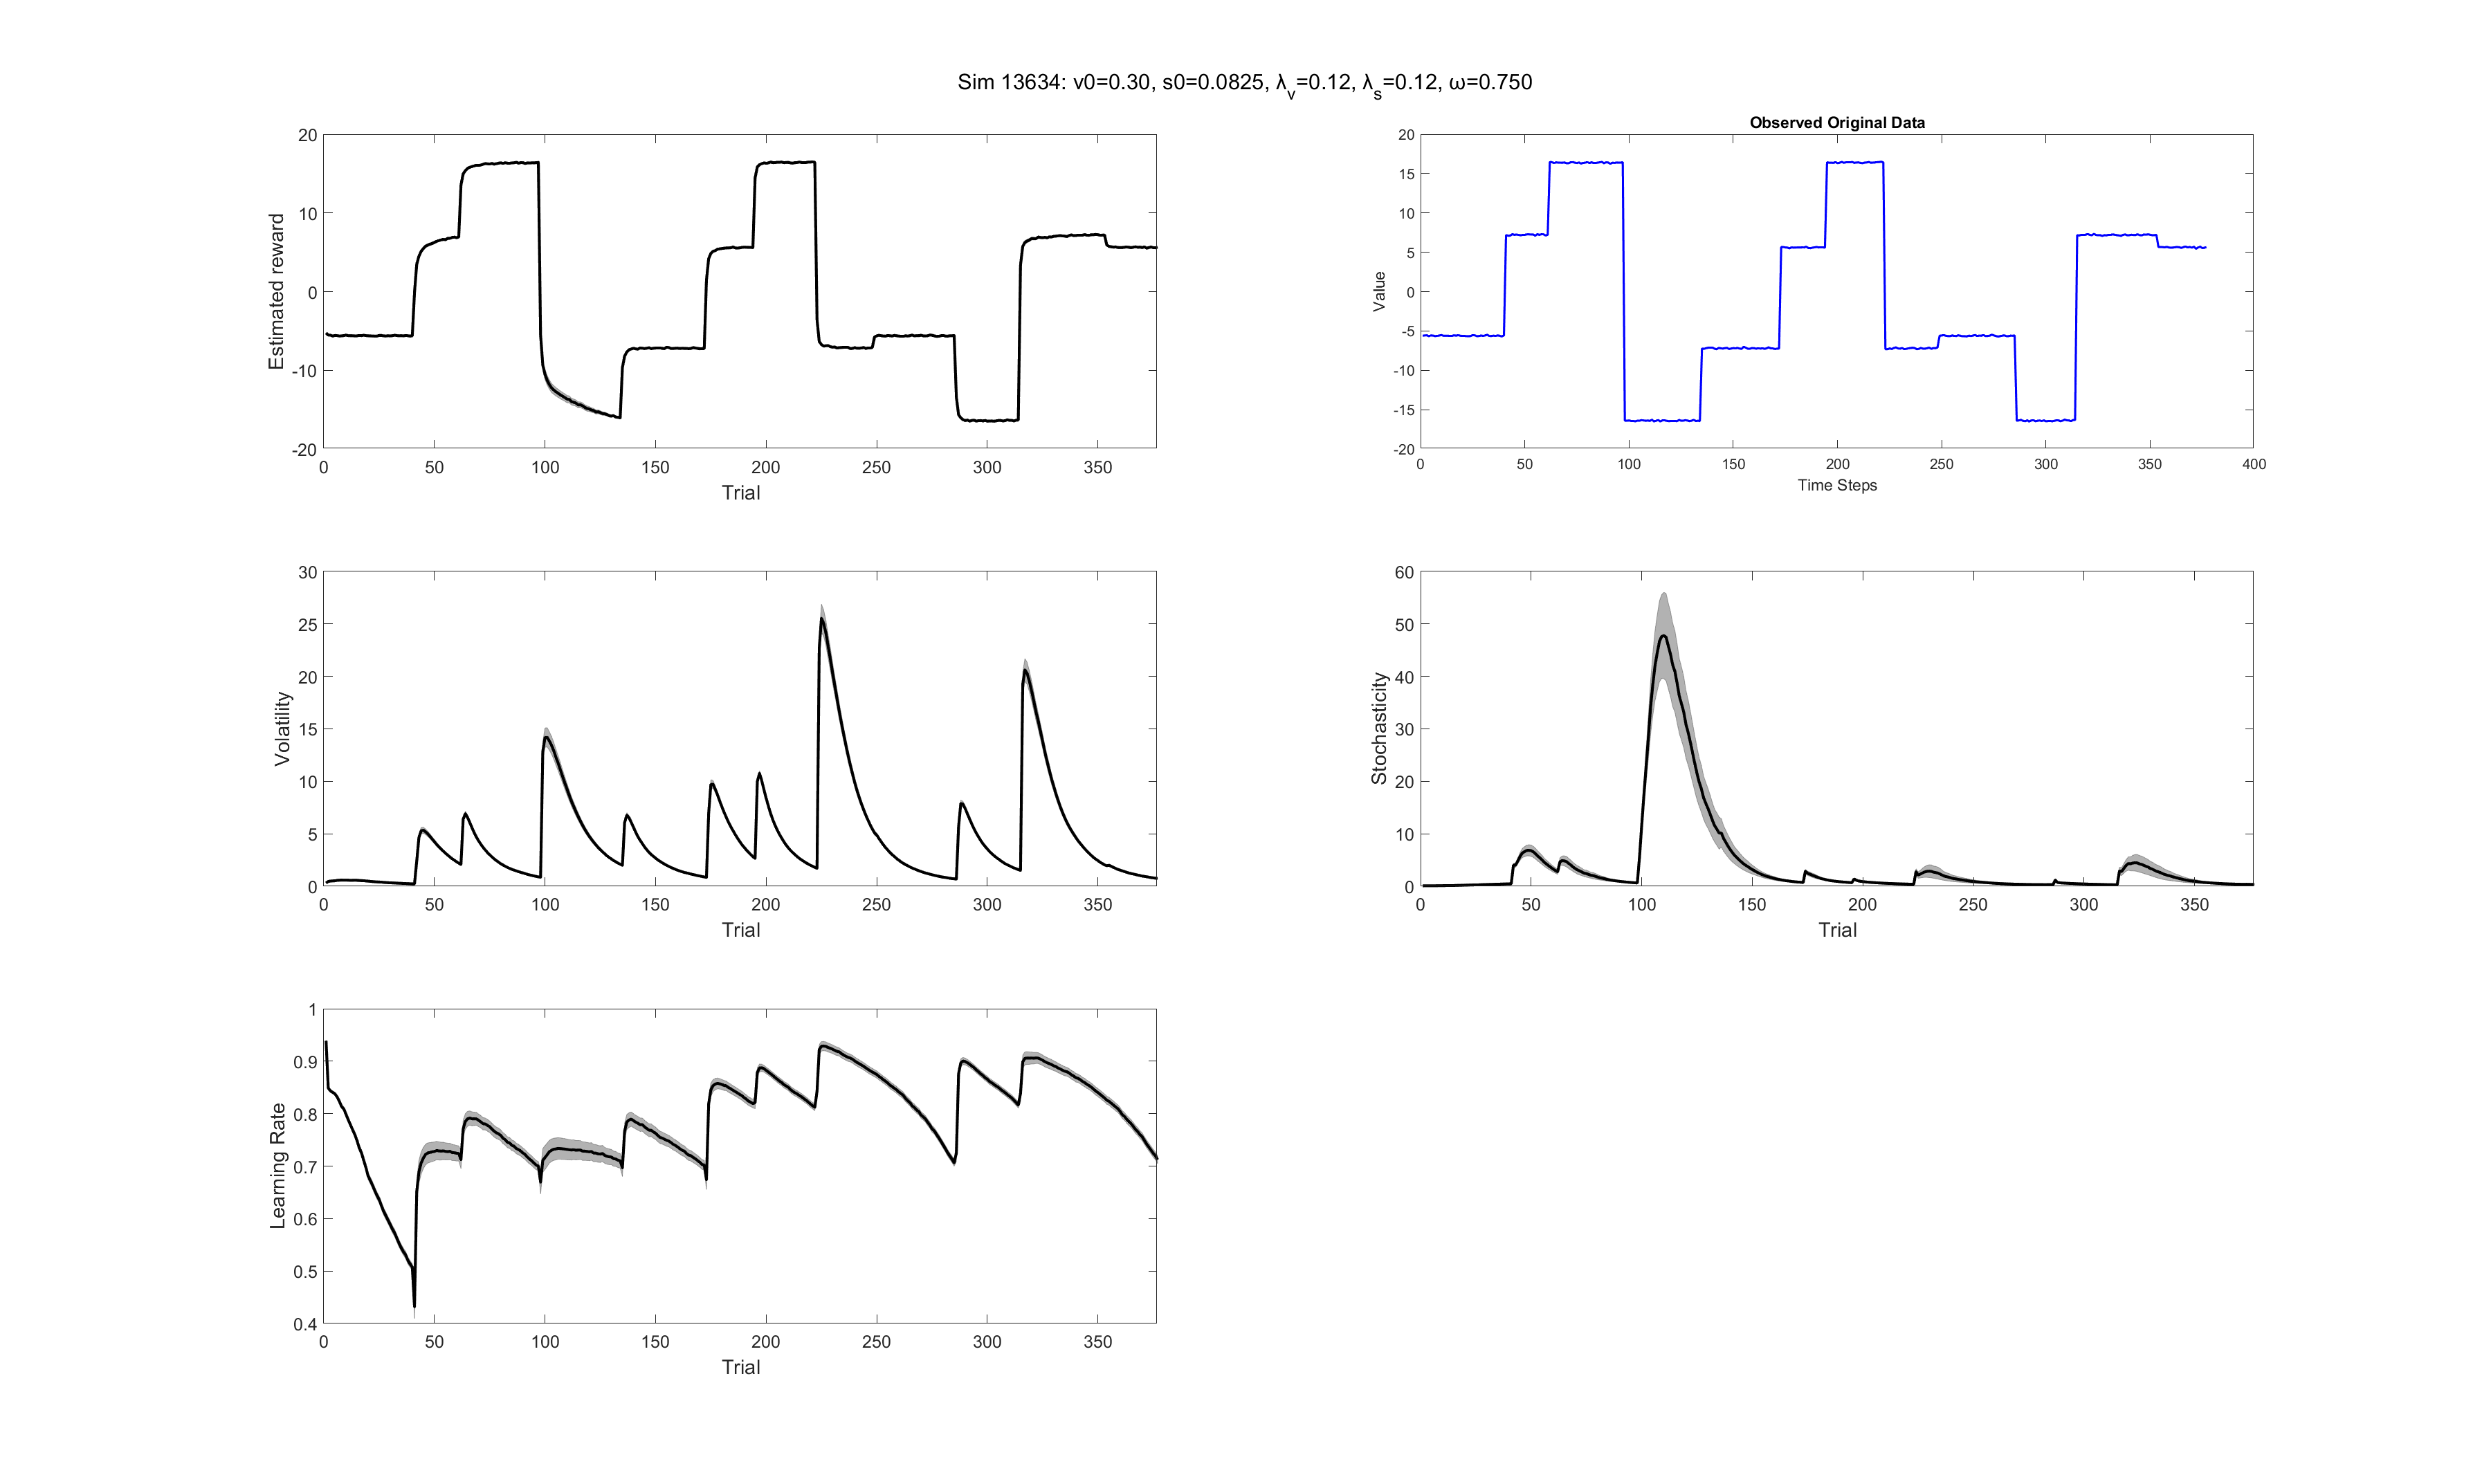 Sim 13634: v0=0.30, s0=0.0825, λ_v=0.12, λ_s=0.12, ω=0.750
Estimated reward
20
10
0
-10
-20
0 50 100 150 200 250 300 350
Trial
Observed Original Data
Value
20
15
10
5
0
-5
-10
-15
-20
0 50 100 150 200 250 300 350 400
Time Steps
Volatility
30
25
20
15
10
5
0
0 50 100 150 200 250 300 350
Trial
Stochasticity
60
50
40
30
20
10
0
0 50 100 150 200 250 300 350
Trial
Learning Rate
1
0.9
0.8
0.7
0.6
0.5
0.4
0 50 100 150 200 250 300 350
Trial